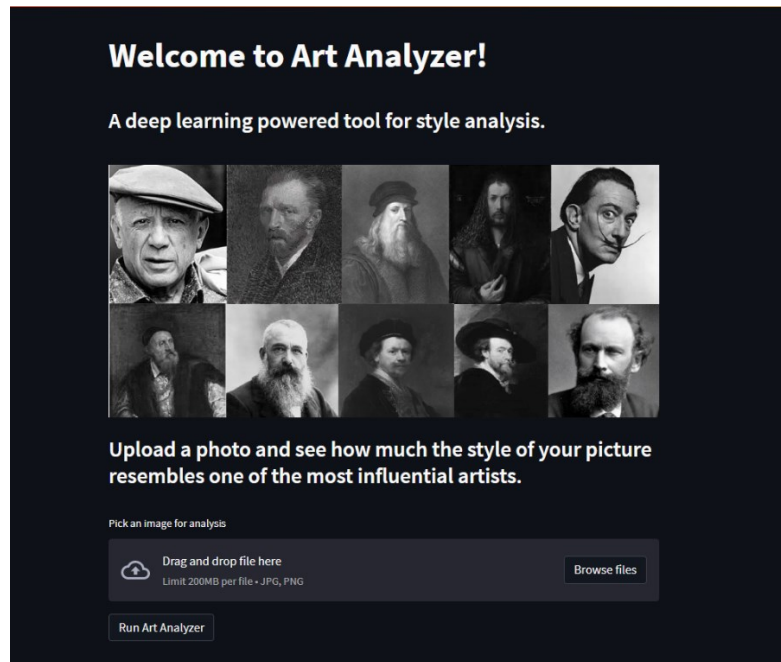 Welcome to Art Analyzer!
A deep learning powered tool for style analysis.
Upload a photo and see how much the style of your picture
resembles one of the most influential artists.
Pick an image for analysis
Drag and drop file here
Limit 200MB per file • JPG, PNG
Browse files
Run Art Analyzer